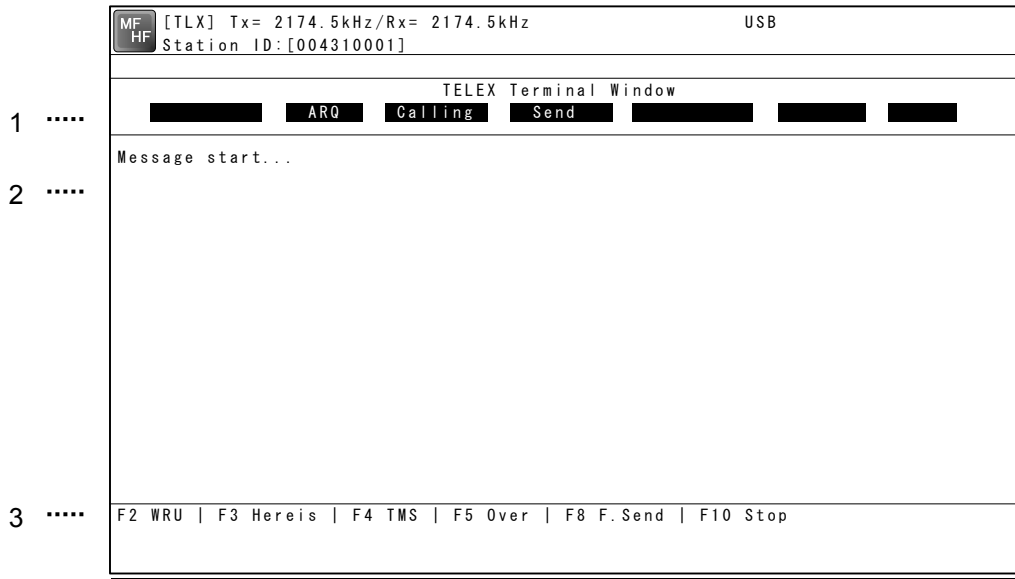 MF
HF
[TLX] Tx= 2174.5kHz/Rx= 2174.5kHz USB
Station ID:[004310001]
TELEX Terminal Window
1 ..... ARQ Calling Send
Message start...
2 .....
3 ..... F2 WRU | F3 Hereis | F4 TMS | F5 Over | F8 F.Send | F10 Stop